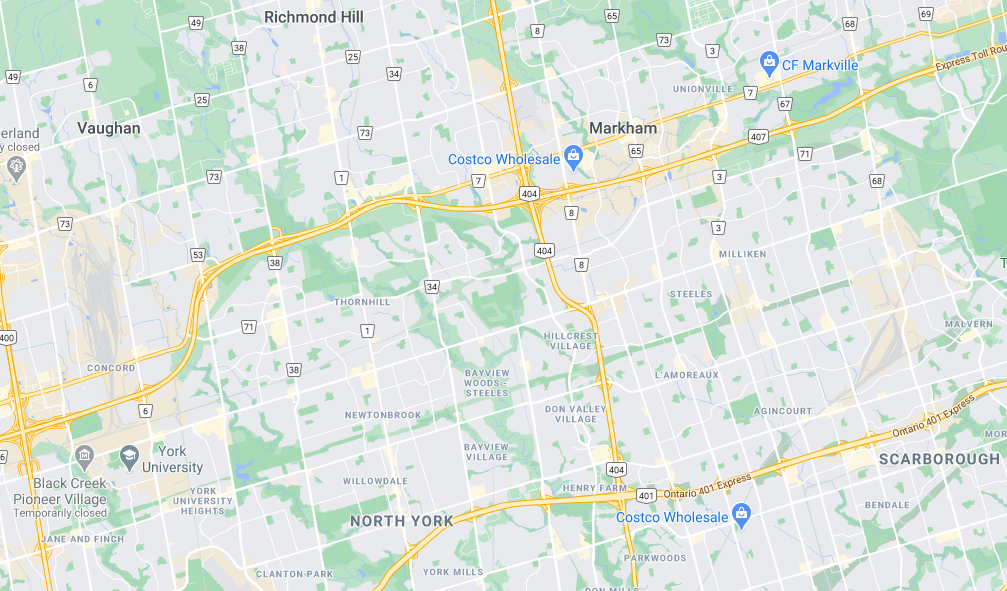 Richmond Hill
49
65
69
8
68
38
73
3
25
34
CF Markville
Express Toll Rou
49
6
7
UNIONVILLE
25
67
Vaughan
73
Markham
407
erland
y closed
65
71
Costco Wholesale
73
1
7
3
68
404
8
73
3
404
53
38
8
MILLIKEN
34
STEELES
THORNHILL
71
1
MALVERN
400
HILLCREST
VILLAGE
CONCORD
38
BAYVIEW
WOODS -
STEELES
L'AMOREAUX
6
NEWTONBROOK
DON VALLEY
VILLAGE
AGINCOURT
Ontario 401 Express
MOR
6
York
University
BAYVIEW
VILLAGE
SCARBOROUGH
404
Black Creek
Pioneer Village
Temporarily closed
WILLOWDALE
HENRY FARM
401
Ontario 401 Express
YORK
UNIVERSITY
HEIGHTS
BENDALE
NORTH YORK
Costco Wholesale
JANE AND FINCH
PARKWOODS
CLANTON PARK
YORK MILLS
DON MILLS